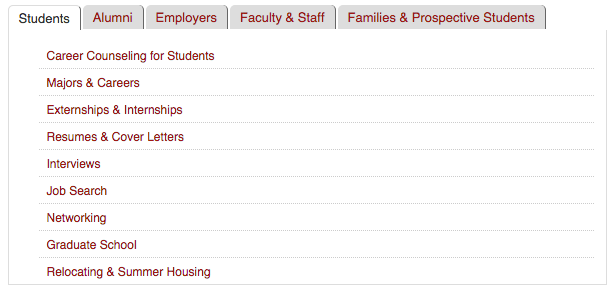 Students Alumni Employers Faculty & Staff Families & Prospective Students
Career Counseling for Students
Majors & Careers
Externships & Internships
Resumes & Cover Letters
Interviews
Job Search
Networking
Graduate School
Relocating & Summer Housing